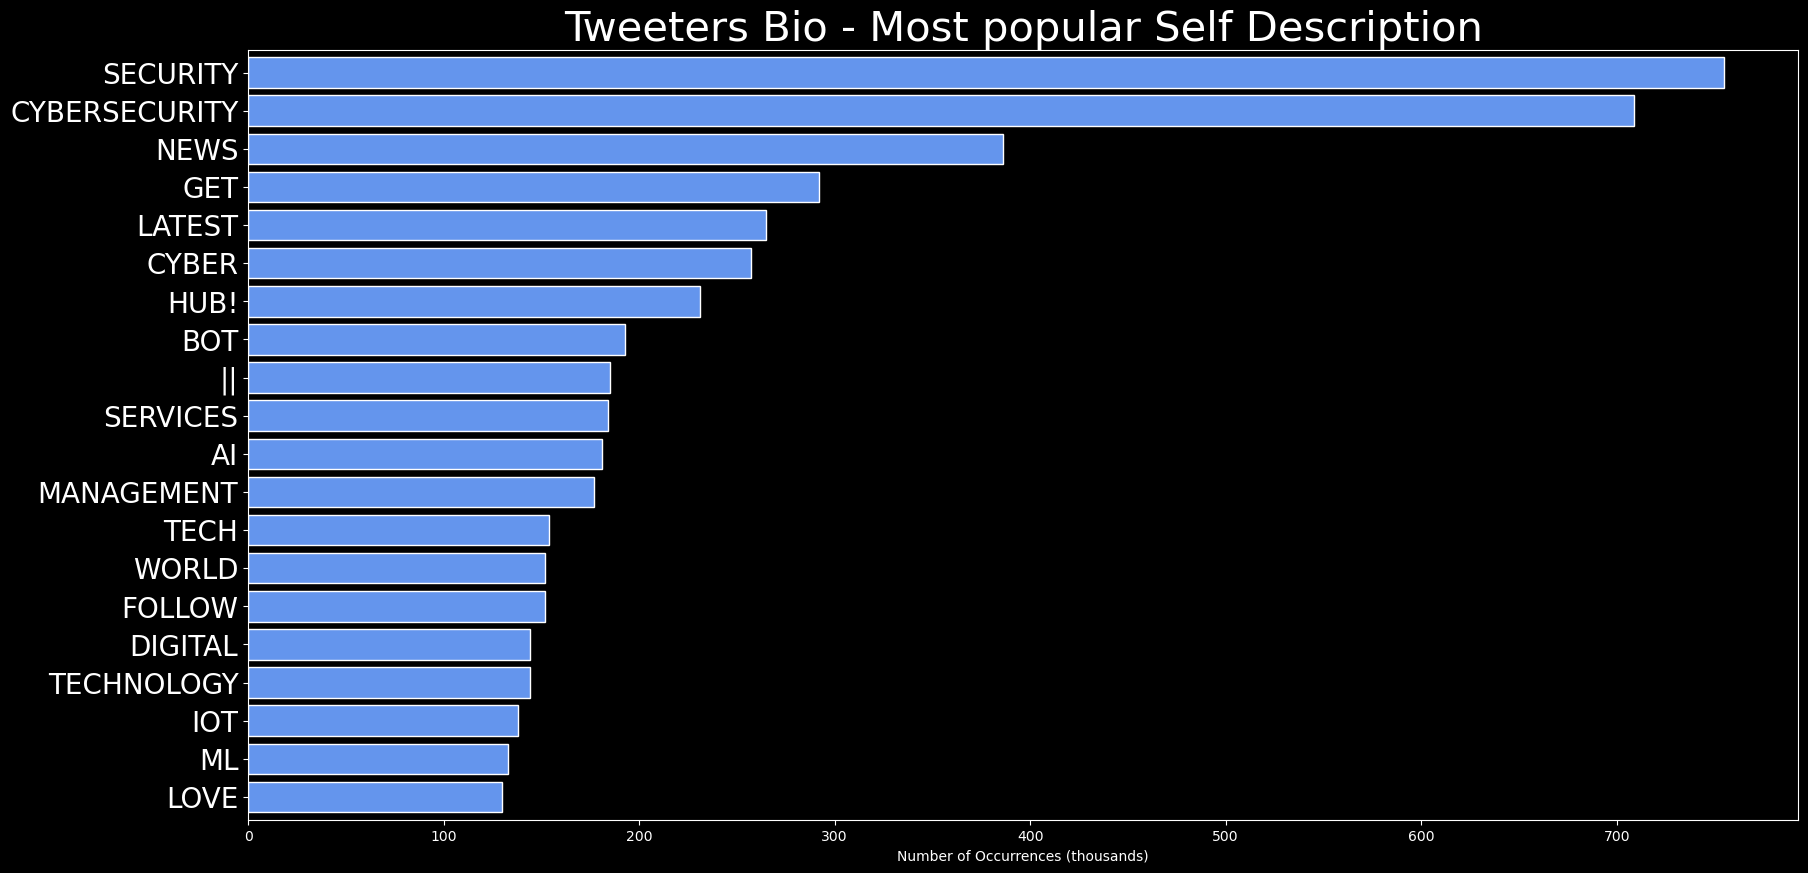 Tweeters Bio - Most popular Self Description
SECURITY
CYBERSECURITY
NEWS
GET
LATEST
CYBER
HUB!
BOT
||
SERVICES
AI
MANAGEMENT
TECH
WORLD
FOLLOW
DIGITAL
TECHNOLOGY
IOT
ML
LOVE
0 100 200 300 400 500 600 700
Number of Occurrences (thousands)